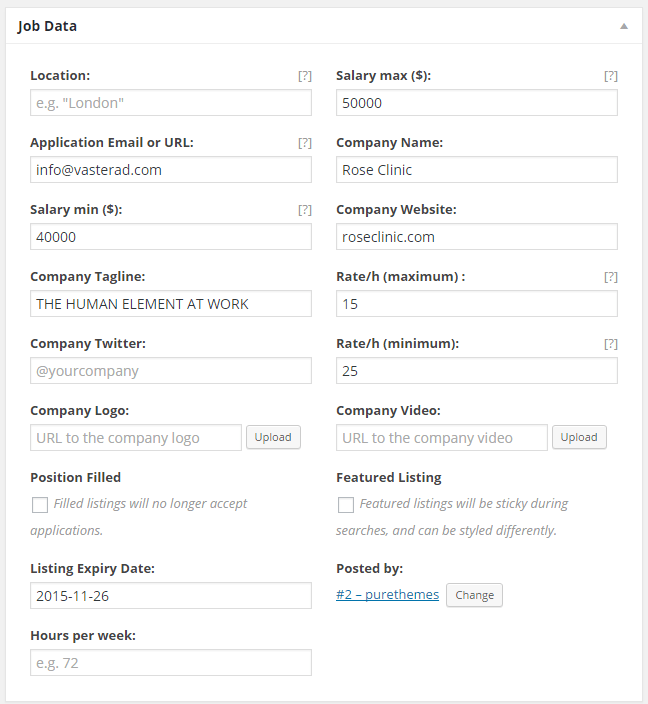 Job Data
Location: [?]
e.g. "London"
Salary max ($): [?]
50000
Application Email or URL: [?]
info@vasterad.com
Company Name:
Rose Clinic
Salary min ($): [?]
40000
Company Website:
roseclinic.com
Company Tagline:
THE HUMAN ELEMENT AT WORK
Rate/h (maximum) : [?]
15
Company Twitter:
@yourcompany
Rate/h (minimum): [?]
25
Company Logo:
URL to the company logo Upload
Company Video:
URL to the company video Upload
Position Filled
Filled listings will no longer accept
applications.
Featured Listing
Featured listings will be sticky during
searches, and can be styled differently.
Listing Expiry Date:
2015-11-26
Posted by:
#2 – purethemes Change
Hours per week:
e.g. 72